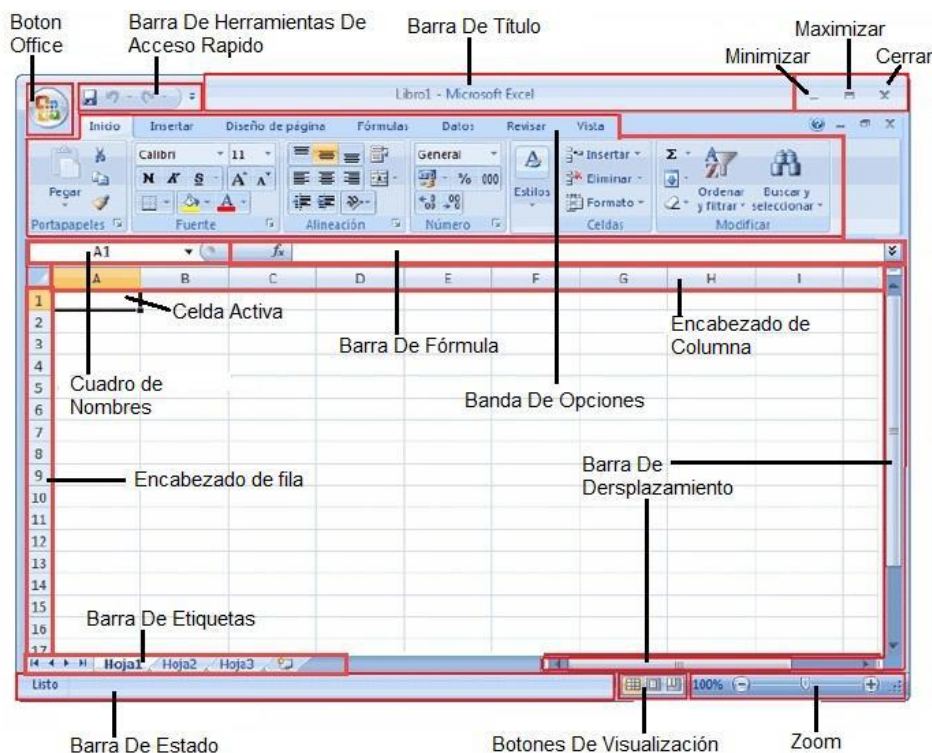 Boton
Office
Barra De Herramientas De
Acceso Rapido
Barra De Título
Maximizar
Minimizar
Cerrar
Libro1 - Microsoft Excel
Inicio Insertar Diseño de página Fórmulas Datos Revisar Vista
Calibri 11 General Insertar Σ
N K S A A % 000 Eliminar
Pegar Estilos Formato Ordenar y filtrar Buscar y seleccionar
Portapapeles Fuente Alineación Número Celdas Modificar
A1 fx
A B C D E F G H I
1
Celda Activa
2
Encabezado de
Columna
3
Barra De Fórmula
4
5
Cuadro de
Nombres
Banda De Opciones
6
7
8
9
Encabezado de fila
Barra De
Dersplazamiento
10
11
12
13
14
15
Barra De Etiquetas
16
17
Hoja1 Hoja2 Hoja3
Listo 100%
Barra De Estado
Botones De Visualización
Zoom